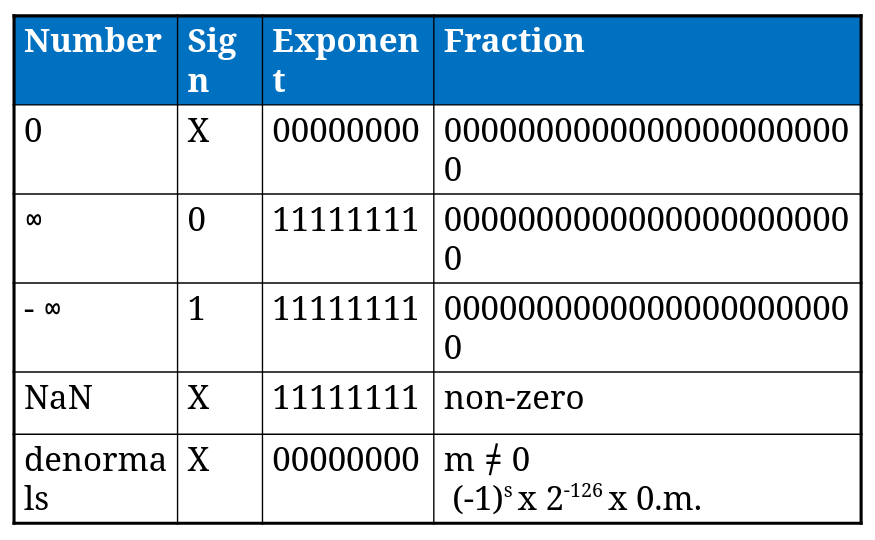 Number Sig Exponen Fraction
n t
0 X 00000000 0000000000000000000000
0
∞ 0 11111111 0000000000000000000000
0
- ∞ 1 11111111 0000000000000000000000
0
NaN X 11111111 non-zero
denorma X 00000000 m ≠ 0
ls (-1)s x 2-126 x 0.m.